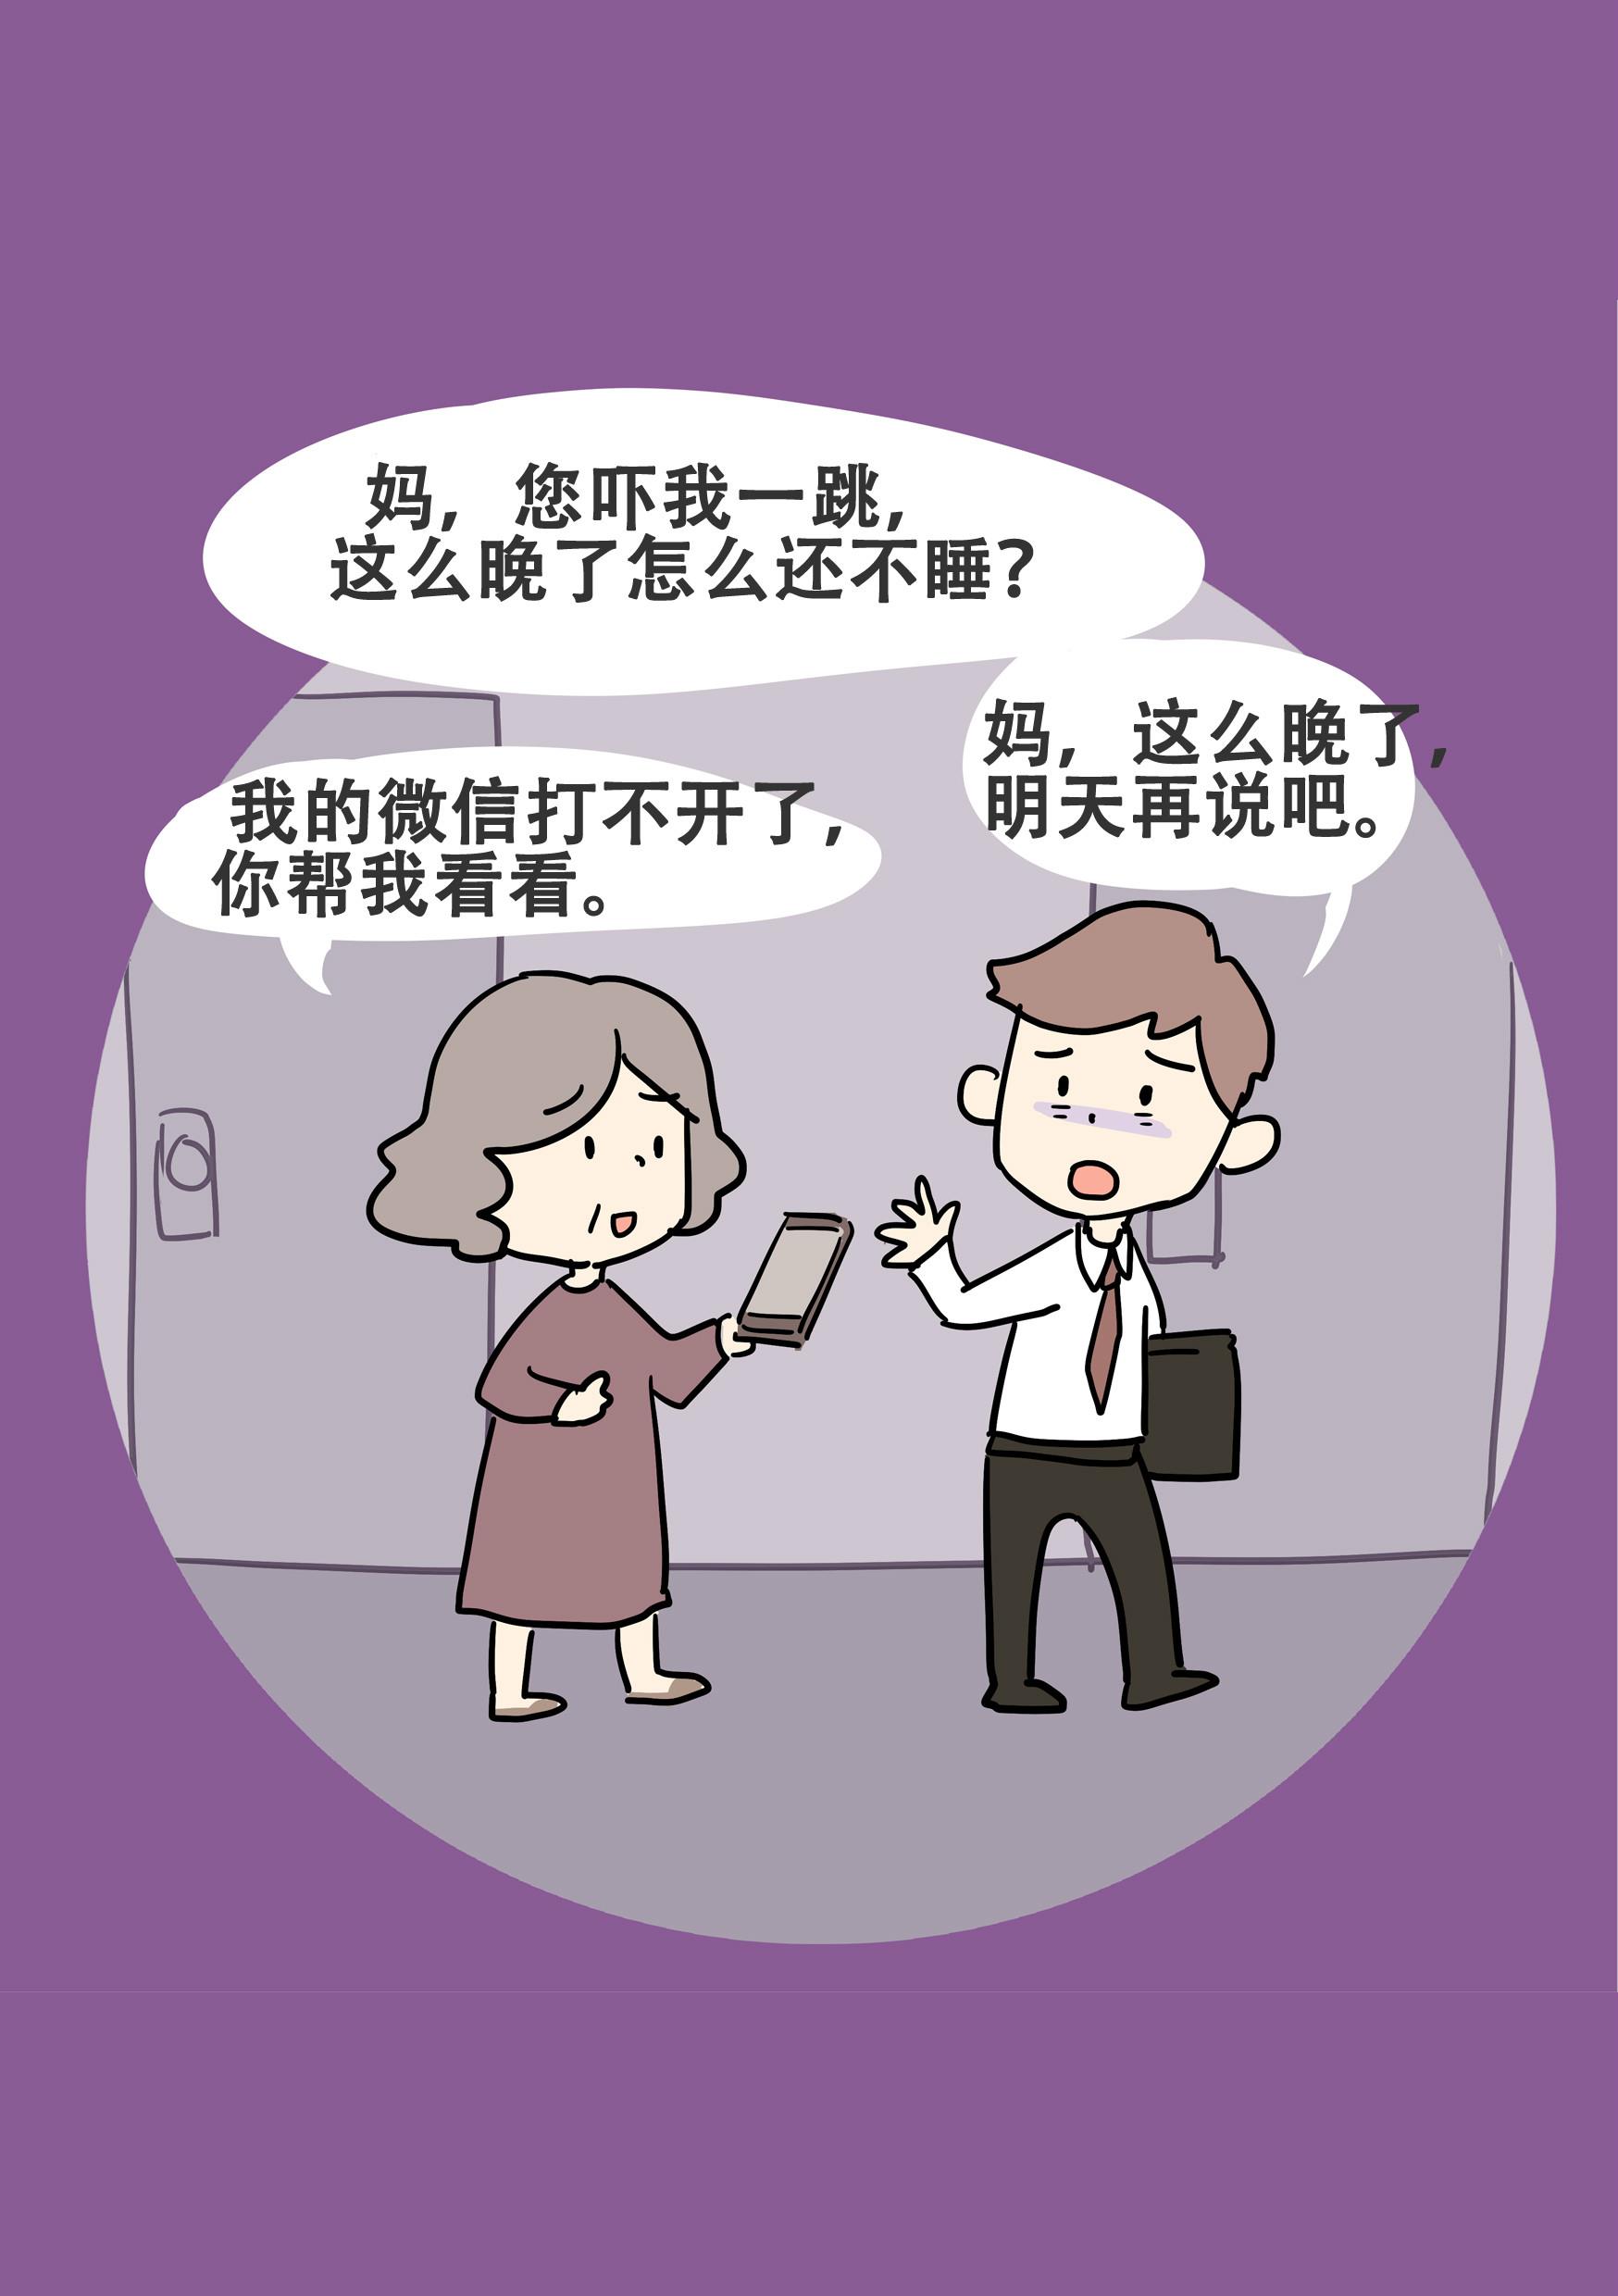 妈，您吓我一跳，
这么晚了怎么还不睡？
我的微信打不开了，
你帮我看看。
妈，这么晚了，
明天再说吧。